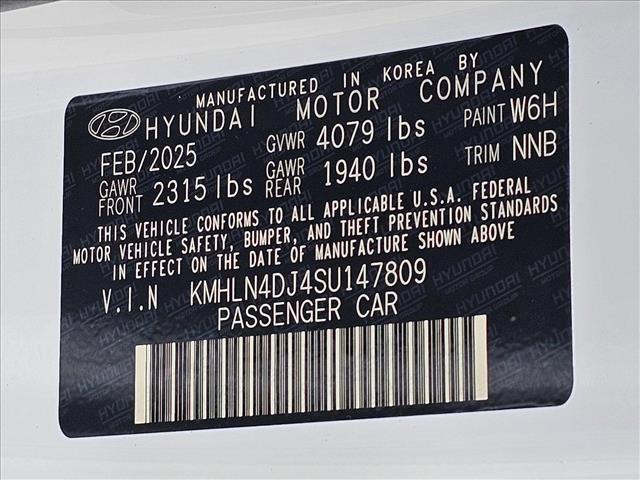 MANUFACTURED IN KOREA BY
HYUNDAI MOTOR COMPANY
FEB/2025 GVWR 4079 lbs PAINT W6H
GAWR FRONT 2315 lbs GAWR REAR 1940 lbs TRIM NNB
THIS VEHICLE CONFORMS TO ALL APPLICABLE U.S.A. FEDERAL
MOTOR VEHICLE SAFETY, BUMPER, AND THEFT PREVENTION STANDARDS
IN EFFECT ON THE DATE OF MANUFACTURE SHOWN ABOVE
V.I.N KMHLN4DJ4SU147809
PASSENGER CAR